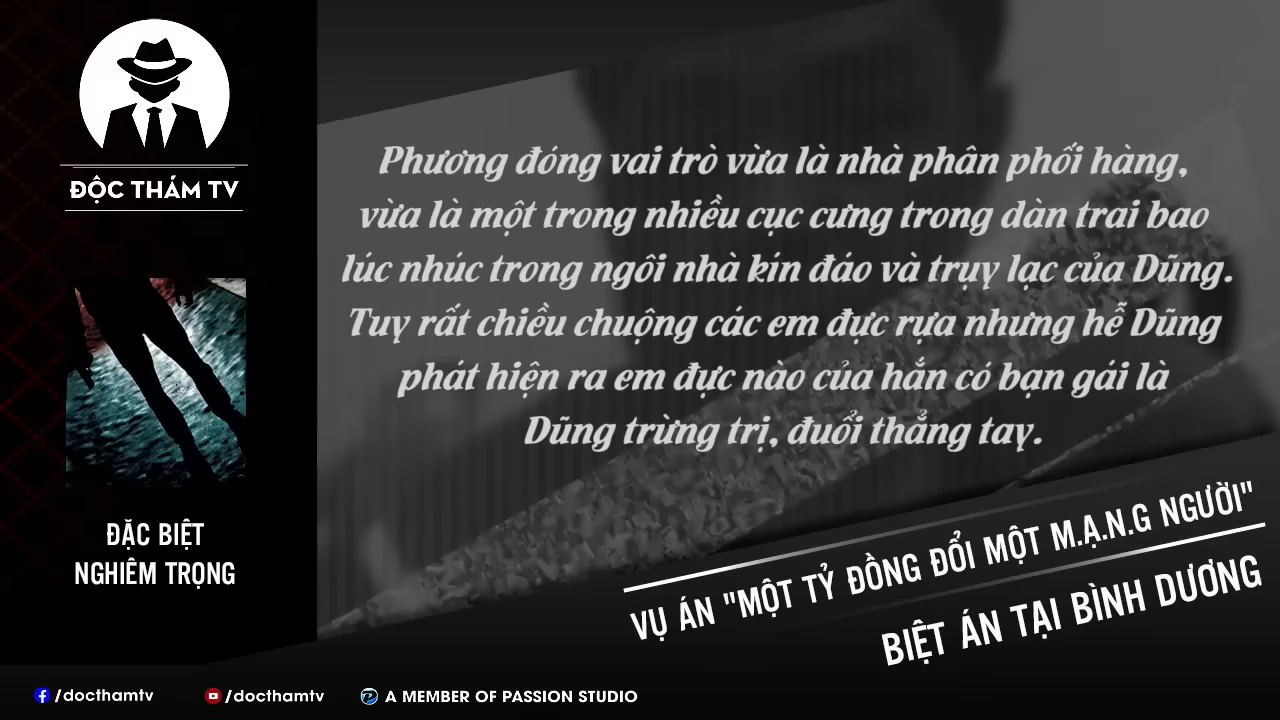 ĐỘC THÁM TV
ĐẶC BIỆT
NGHIÊM TRỌNG
Phương đóng vai trò vừa là nhà phân phối hàng,
vừa là một trong nhiều cục cưng trong dàn trai bao
lúc nhúc trong ngôi nhà kín đáo và trụy lạc của Dũng.
Tuy rất chiều chuộng các em đực rựa nhưng hễ Dũng
phát hiện ra em đực nào của hắn có bạn gái là
Dũng trừng trị, đuổi thẳng tay.
VỤ ÁN "MỘT TỶ ĐỒNG ĐỔI MỘT M.Ạ.N.G NGƯỜI"
BIỆT ÁN TẠI BÌNH DƯƠNG
/docthamtv
/docthamtv
A MEMBER OF PASSION STUDIO